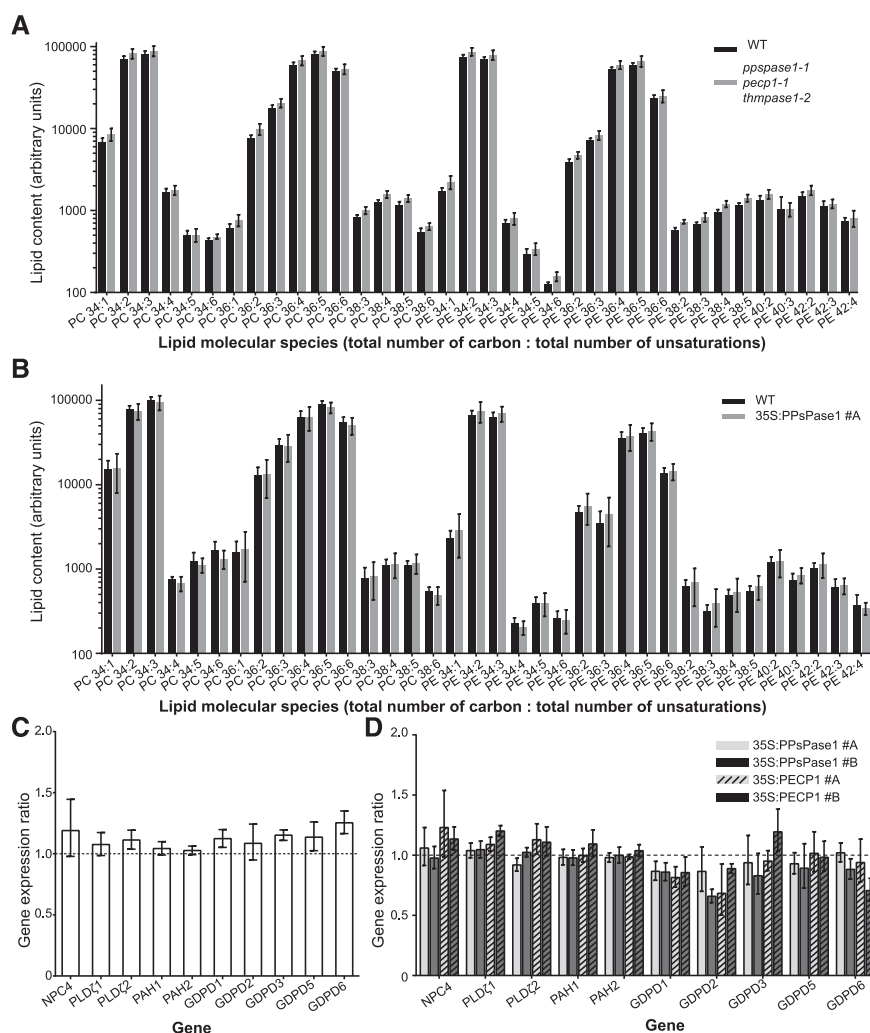 A
Lipid content (arbitrary units)
100000
10000
1000
100
WT
ppspase1-1
pecp1-1
thmpase1-2
PC 34:1
PC 34:2
PC 34:3
PC 34:4
PC 34:5
PC 34:6
PC 36:1
PC 36:2
PC 36:3
PC 36:4
PC 36:5
PC 36:6
PC 38:3
PC 38:4
PC 38:5
PC 38:6
PE 34:1
PE 34:2
PE 34:3
PE 34:4
PE 34:5
PE 34:6
PE 36:2
PE 36:3
PE 36:4
PE 36:5
PE 36:6
PE 38:2
PE 38:3
PE 38:4
PE 38:5
PE 40:2
PE 40:3
PE 42:2
PE 42:3
PE 42:4
Lipid molecular species (total number of carbon : total number of unsaturations)
B
Lipid content (arbitrary units)
100000
10000
1000
100
WT
35S:PPsPase1 #A
PC 34:1
PC 34:2
PC 34:3
PC 34:4
PC 34:5
PC 34:6
PC 36:1
PC 36:2
PC 36:3
PC 36:4
PC 36:5
PC 36:6
PC 38:3
PC 38:4
PC 38:5
PC 38:6
PE 34:1
PE 34:2
PE 34:3
PE 34:4
PE 34:5
PE 34:6
PE 36:2
PE 36:3
PE 36:4
PE 36:5
PE 36:6
PE 38:2
PE 38:3
PE 38:4
PE 38:5
PE 40:2
PE 40:3
PE 42:2
PE 42:3
PE 42:4
Lipid molecular species (total number of carbon : total number of unsaturations)
C
Gene expression ratio
2.0
1.5
1.0
0.5
0
NPC4
PLDζ1
PLDζ2
PAH1
PAH2
GDPD1
GDPD2
GDPD3
GDPD5
GDPD6
Gene
D
Gene expression ratio
2.0
1.5
1.0
0.5
0
35S:PPsPase1 #A
35S:PPsPase1 #B
35S:PECP1 #A
35S:PECP1 #B
NPC4
PLDζ1
PLDζ2
PAH1
PAH2
GDPD1
GDPD2
GDPD3
GDPD5
GDPD6
Gene